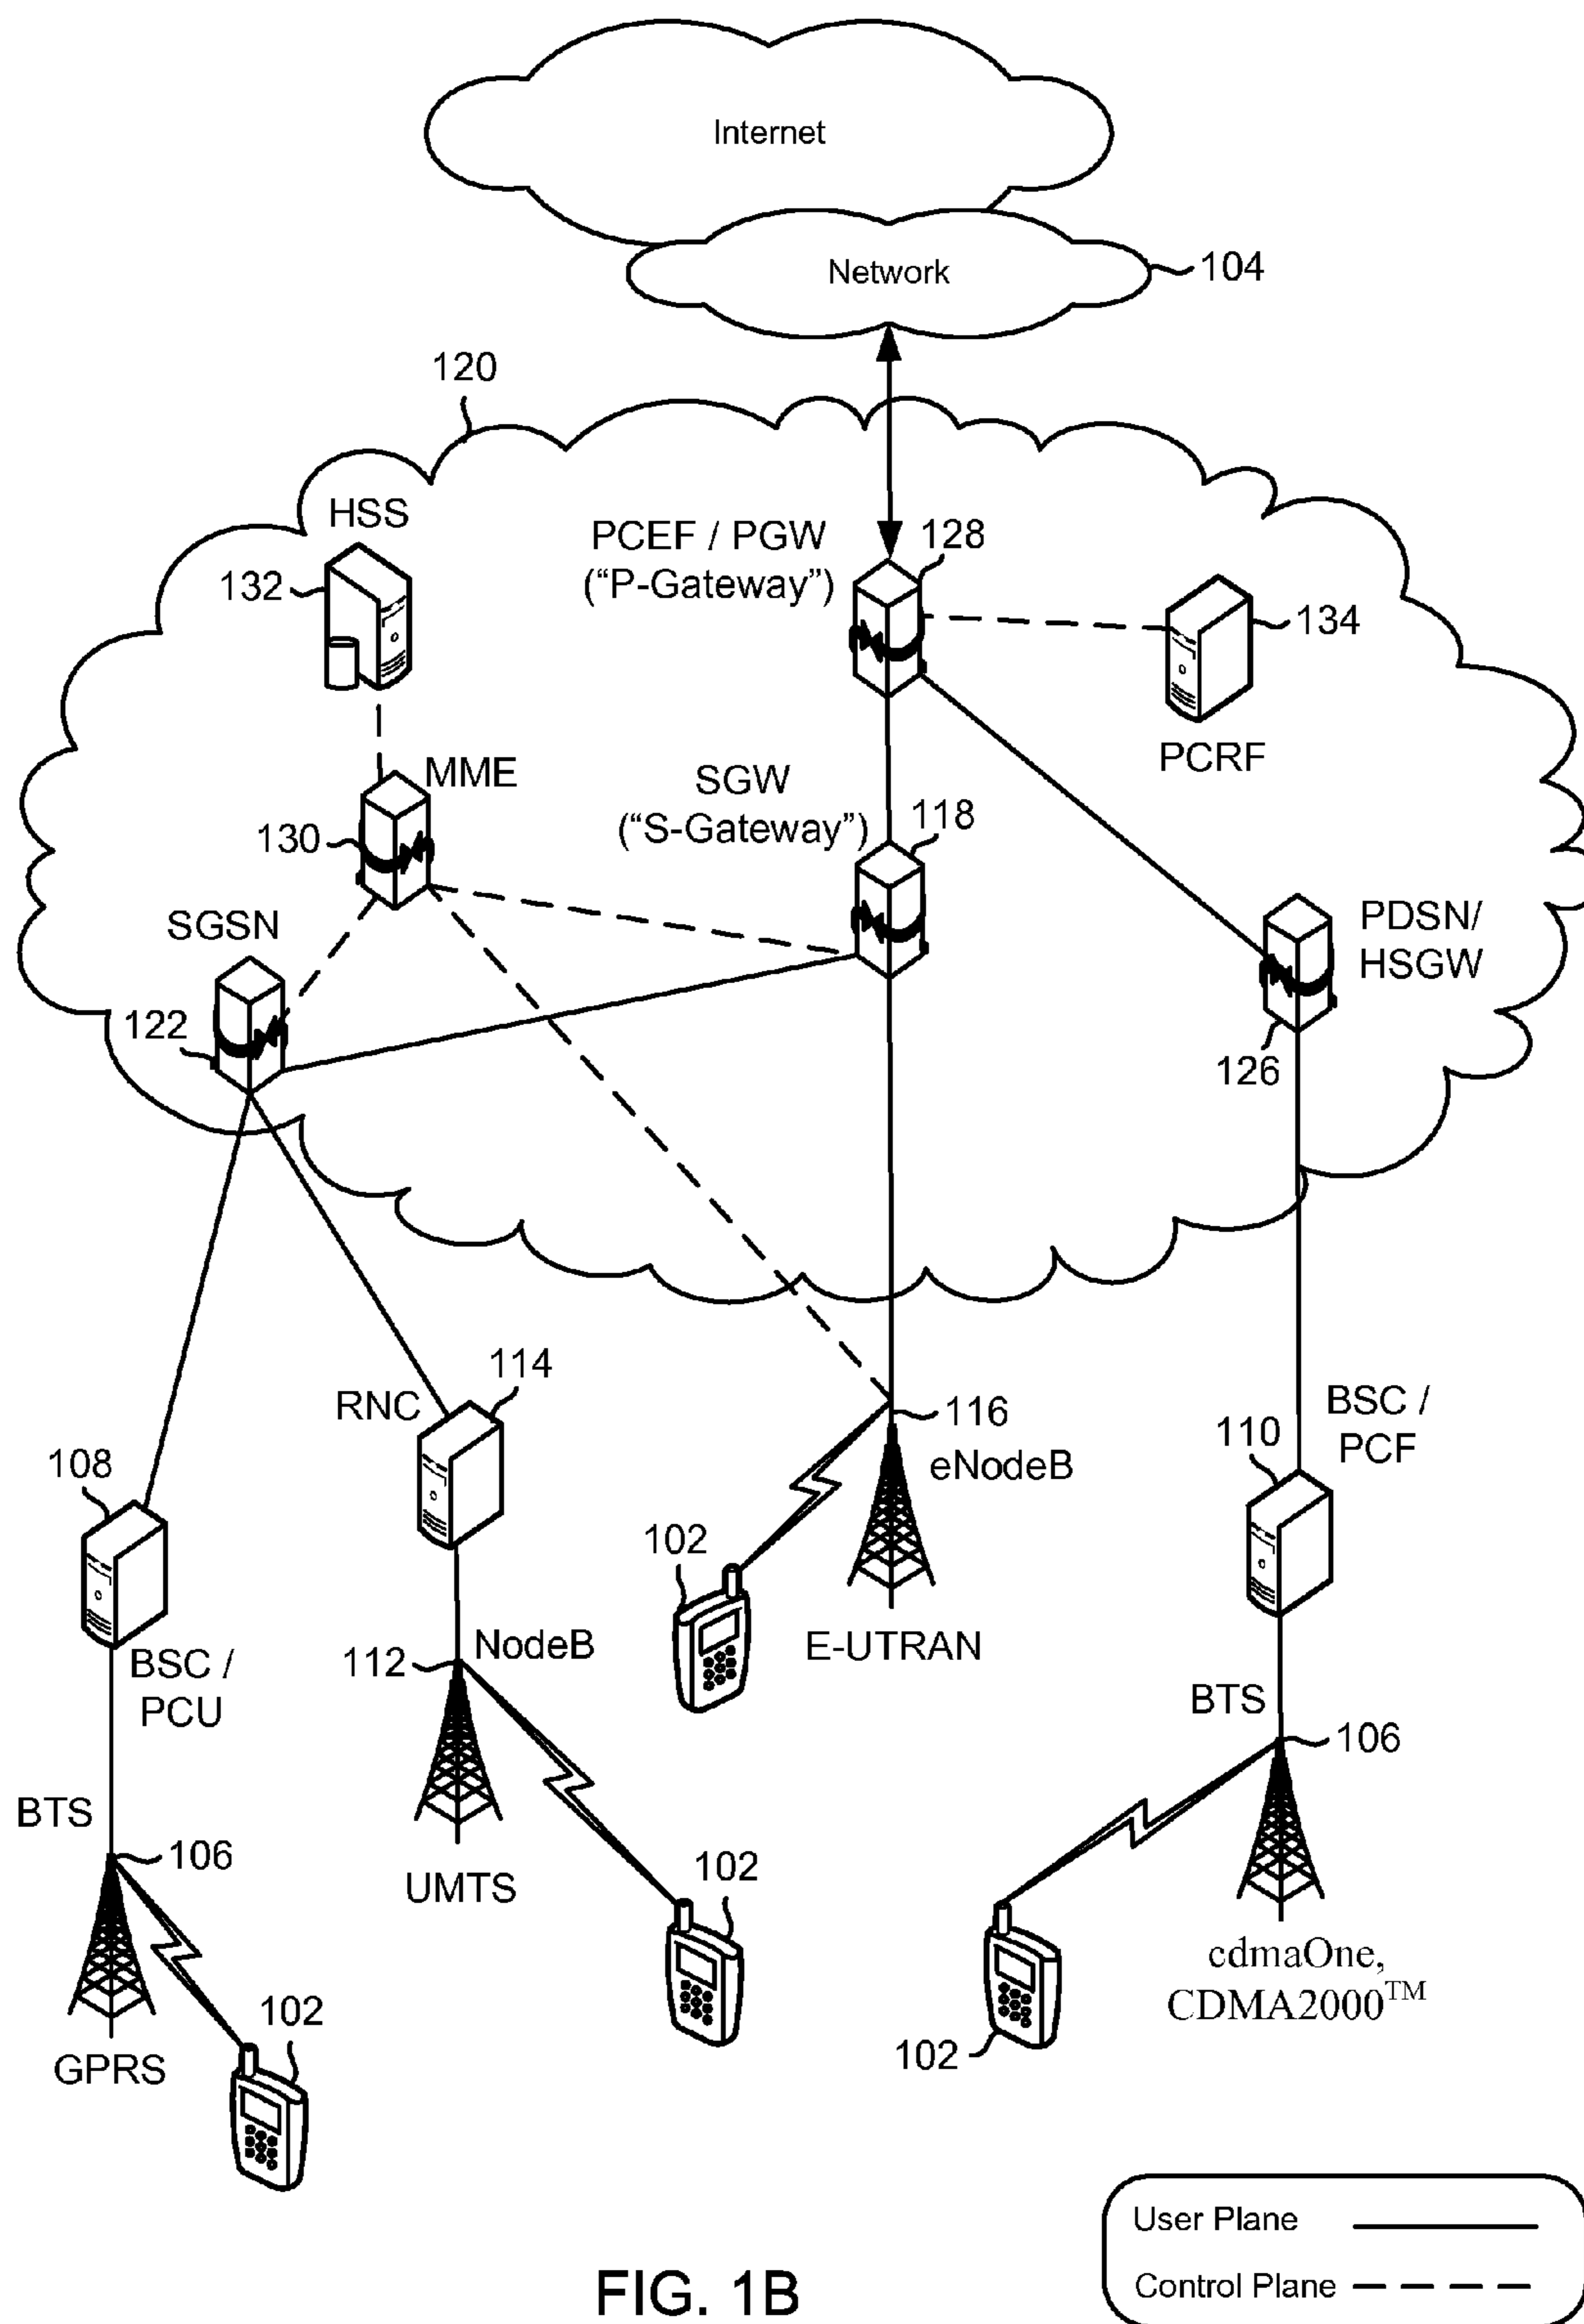 Internet
Network
104
120
HSS
132
PCEF / PGW
(“P-Gateway”)
128
134
PCRF
MME
130
SGW
(“S-Gateway”)
118
SGSN
122
PDSN/
HSGW
126
114
RNC
116
eNodeB
BSC /
PCF
110
108
102
E-UTRAN
BSC /
PCU
NodeB
112
BTS
106
BTS
106
UMTS
102
cdmaOne,
CDMA2000™
102
102
GPRS
User Plane
Control Plane
FIG. 1B